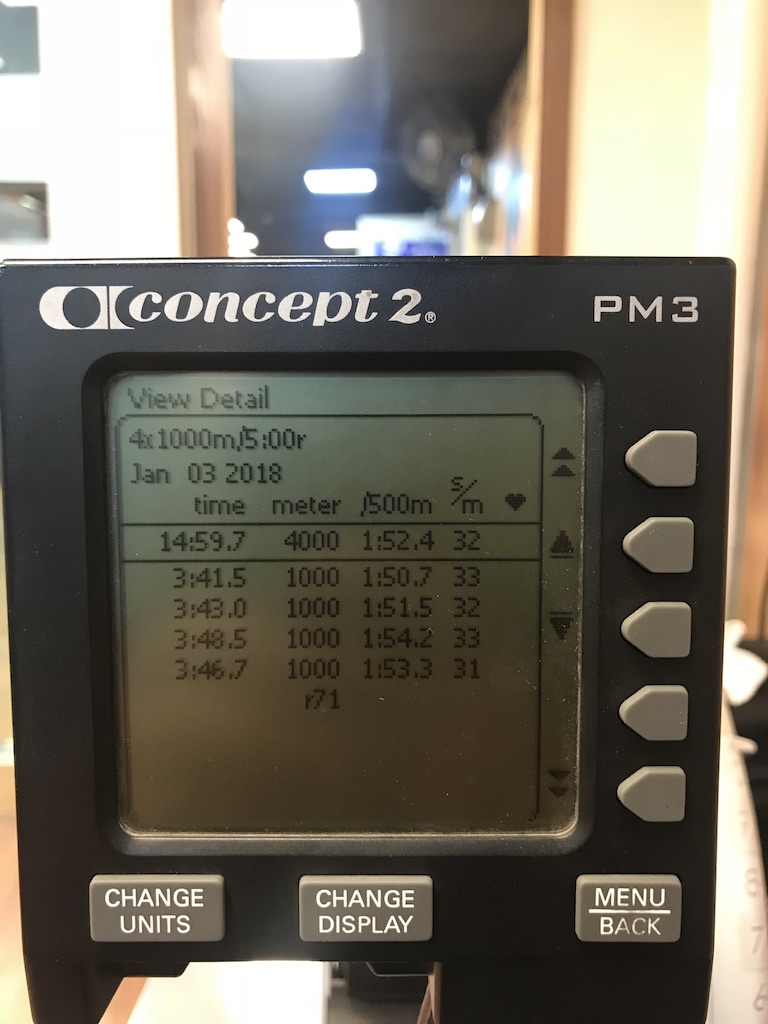 concept 2®
PM3
View Detail
4x1000m/5:00r
Jan 03 2018
time meter /500m s/m ♥
14:59.7 4000 1:52.4 32
3:41.5 1000 1:50.7 33
3:43.0 1000 1:51.5 32
3:48.5 1000 1:54.2 33
3:46.7 1000 1:53.3 31
r71
CHANGE
UNITS
CHANGE
DISPLAY
MENU
BACK
8
7
6